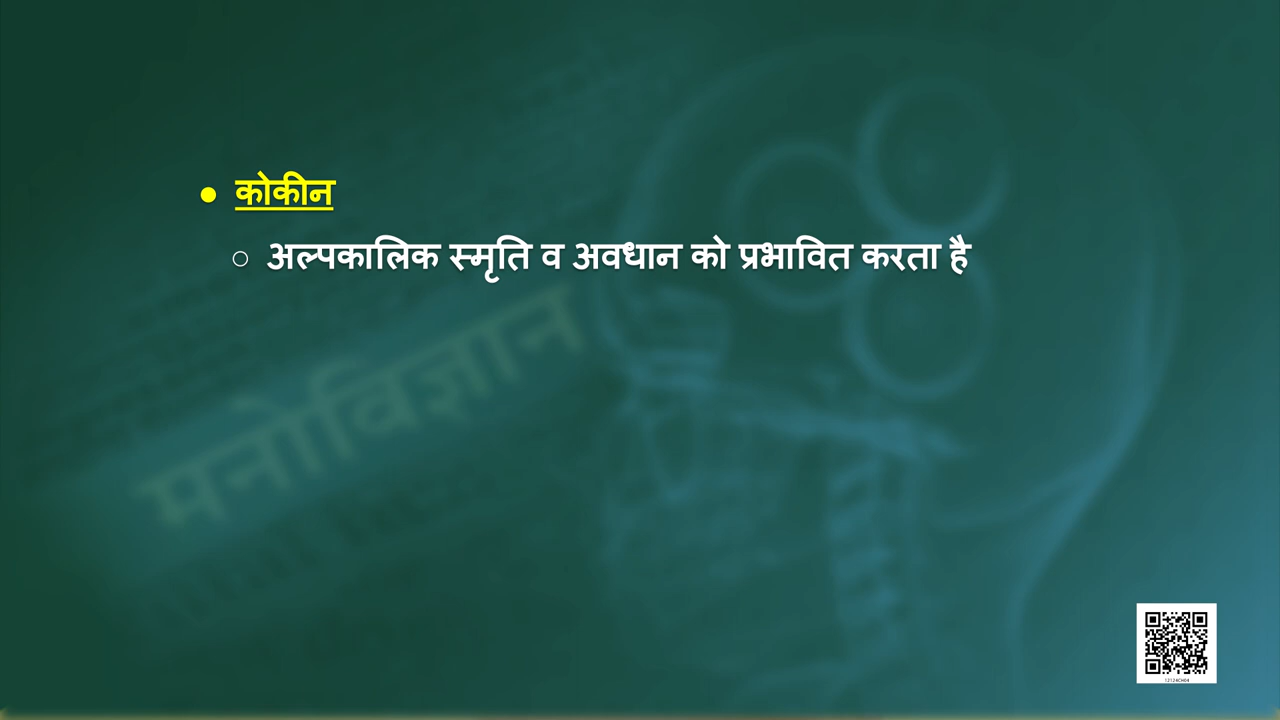 ● कोकीन
○ अल्पकालिक स्मृति व अवधान को प्रभावित करता है
मनोविज्ञान